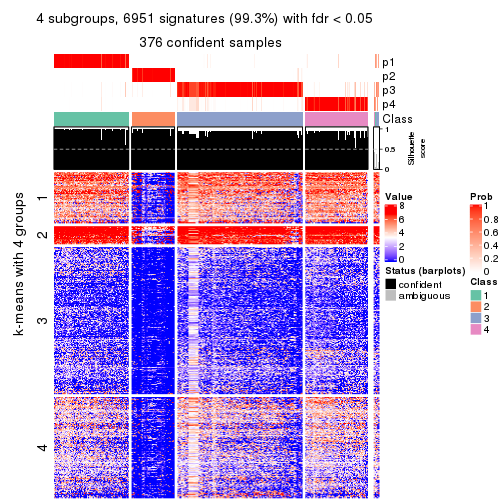 4 subgroups, 6951 signatures (99.3%) with fdr < 0.05
376 confident samples
p1
p2
p3
p4
Class
1
0.5
0
Silhouette
score
k-means with 4 groups
1
2
3
4
Value
8
6
4
2
0
Status (barplots)
confident
ambiguous
Prob
1
0.8
0.6
0.4
0.2
0
Class
1
2
3
4